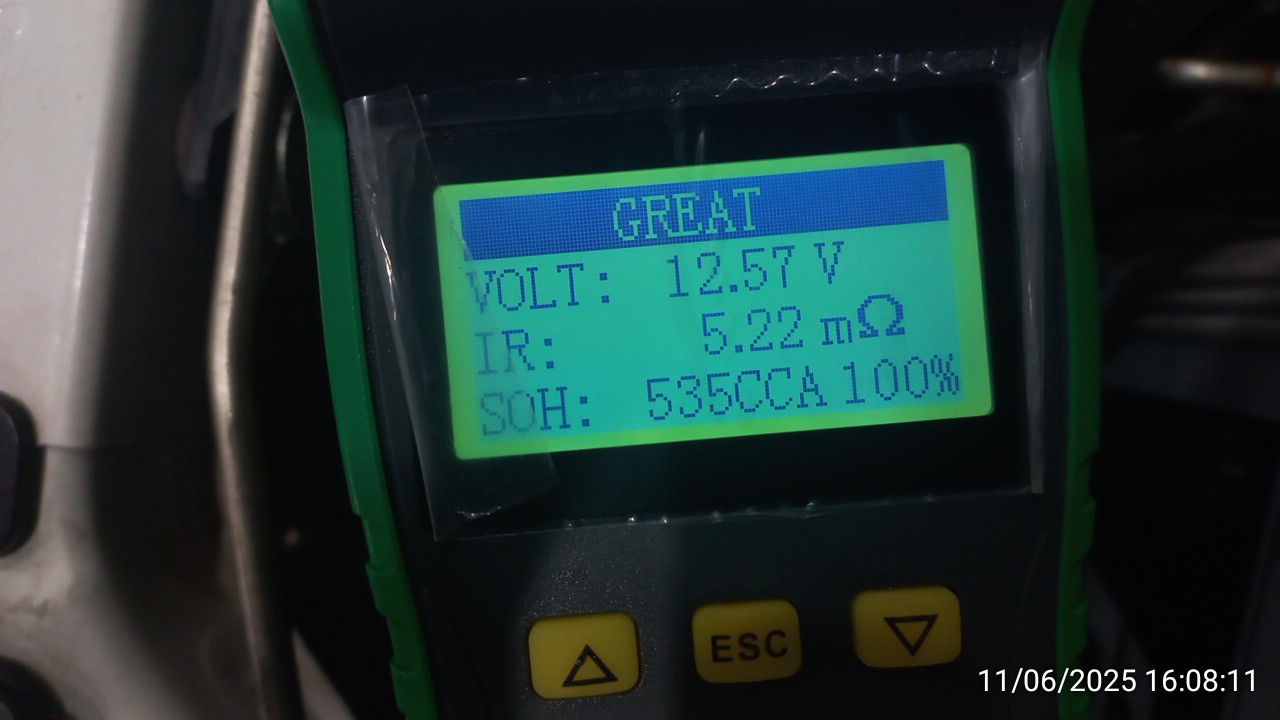 GREAT
VOLT: 12.57 V
IR: 5.22 mΩ
SOH: 535CCA 100%
ESC
11/06/2025 16:08:11